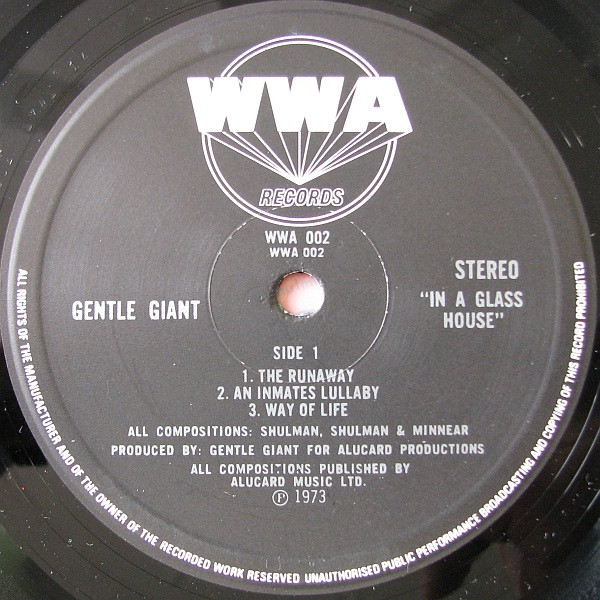 WWA
RECORDS
WWA 002
WWA 002
STEREO
GENTLE GIANT
"IN A GLASS
HOUSE"
SIDE 1
1. THE RUNAWAY
2. AN INMATES LULLABY
3. WAY OF LIFE
ALL COMPOSITIONS: SHULMAN, SHULMAN & MINNEAR
PRODUCED BY: GENTLE GIANT FOR ALUCARD PRODUCTIONS
ALL COMPOSITIONS PUBLISHED BY
ALUCARD MUSIC LTD.
Ⓟ 1973
ALL RIGHTS OF THE MANUFACTURER AND OF THE OWNER OF THE RECORDED WORK RESERVED UNAUTHORISED PUBLIC PERFORMANCE BROADCASTING AND COPYING OF THIS RECORD PROHIBITED